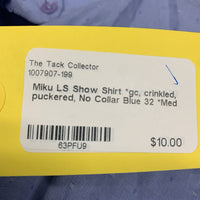 The Tack Collector
1007907-199
Miku LS Show Shirt *gc, crinkled,
puckered, No Collar Blue 32 *Med
63PFU9
$10.00